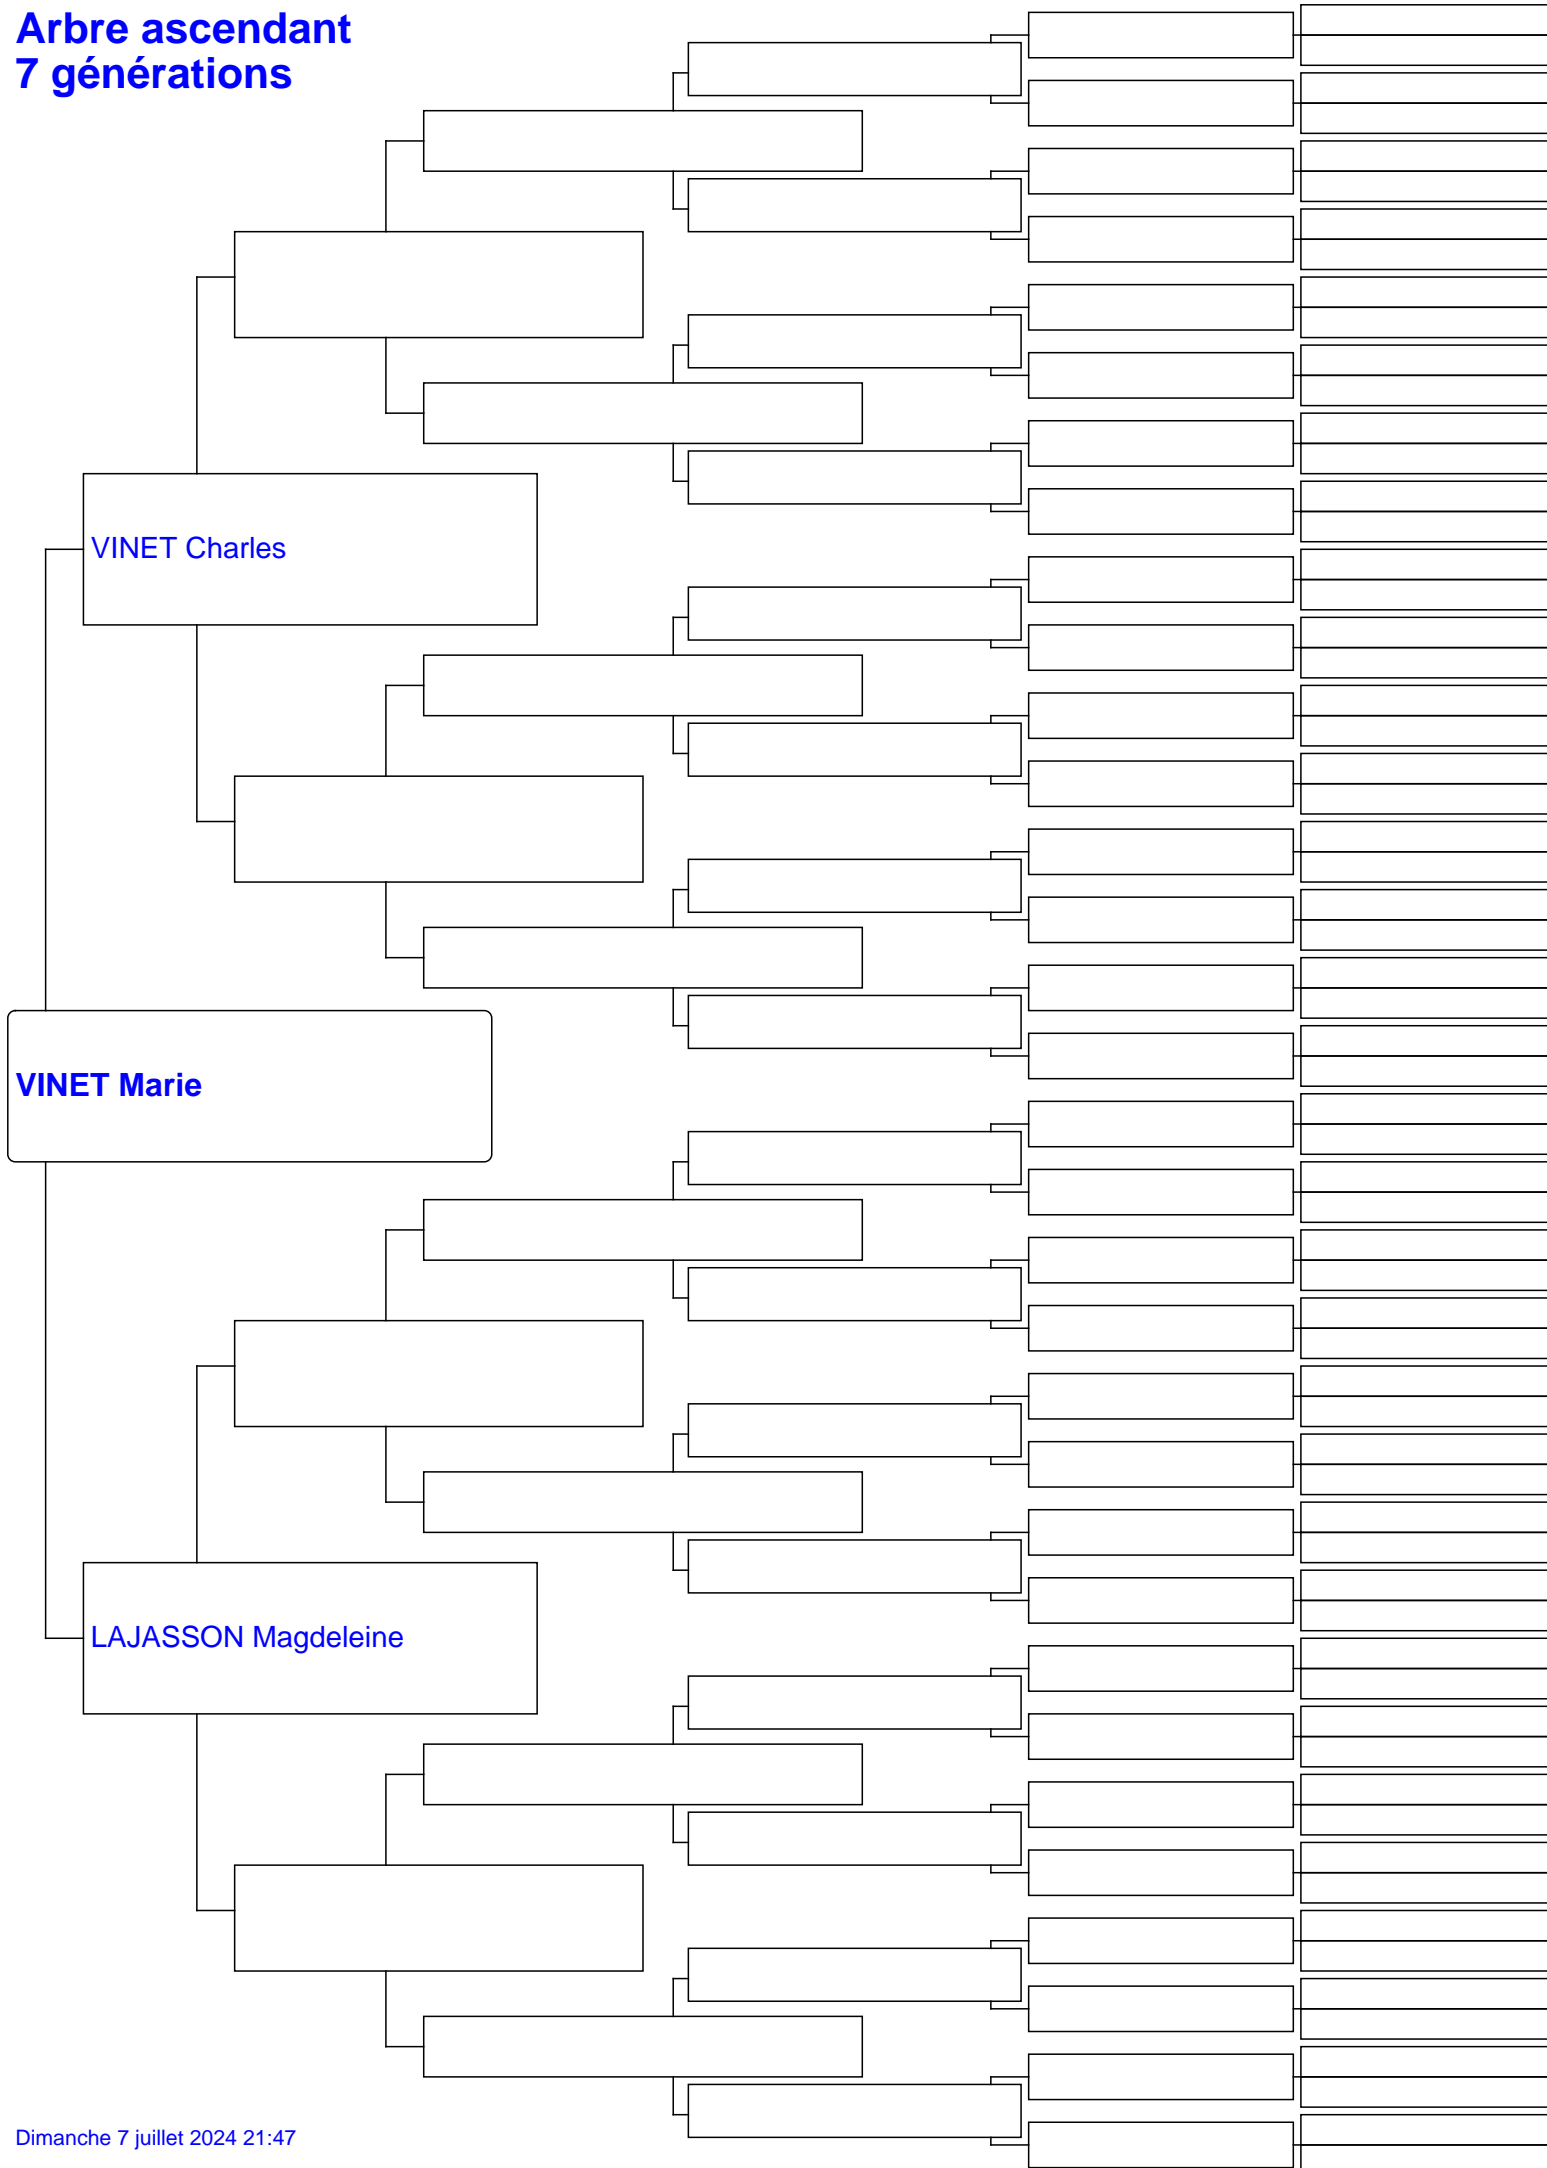 Arbre ascendant
7 générations
VINET Charles
VINET Marie
LAJASSON Magdeleine
Dimanche 7 juillet 2024 21:47